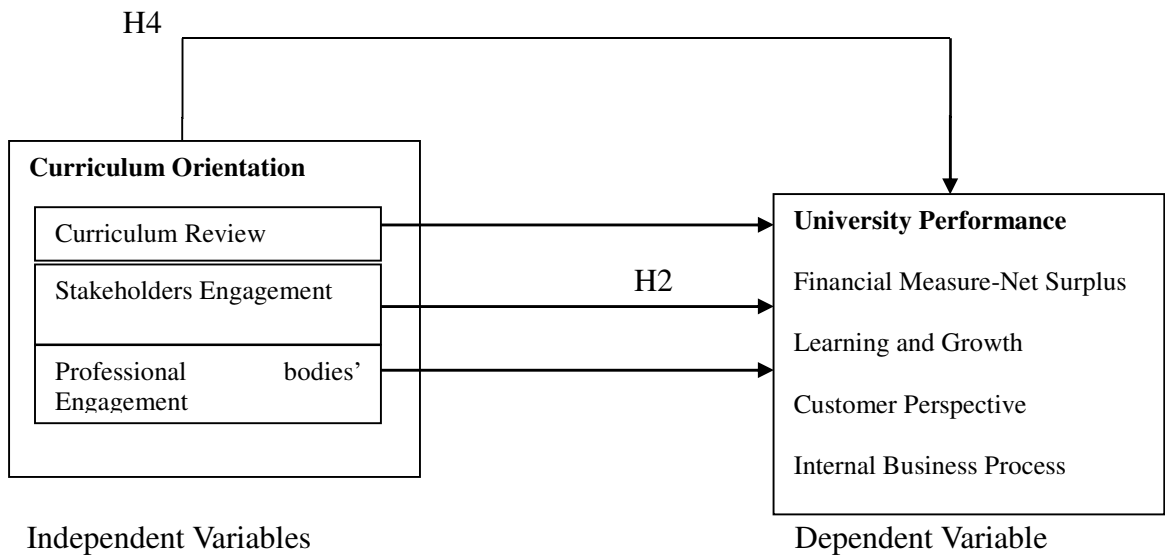 H4
Curriculum Orientation
Curriculum Review
Stakeholders Engagement
Professional bodies’
Engagement
H2
University Performance
Financial Measure-Net Surplus
Learning and Growth
Customer Perspective
Internal Business Process
Independent Variables
Dependent Variable